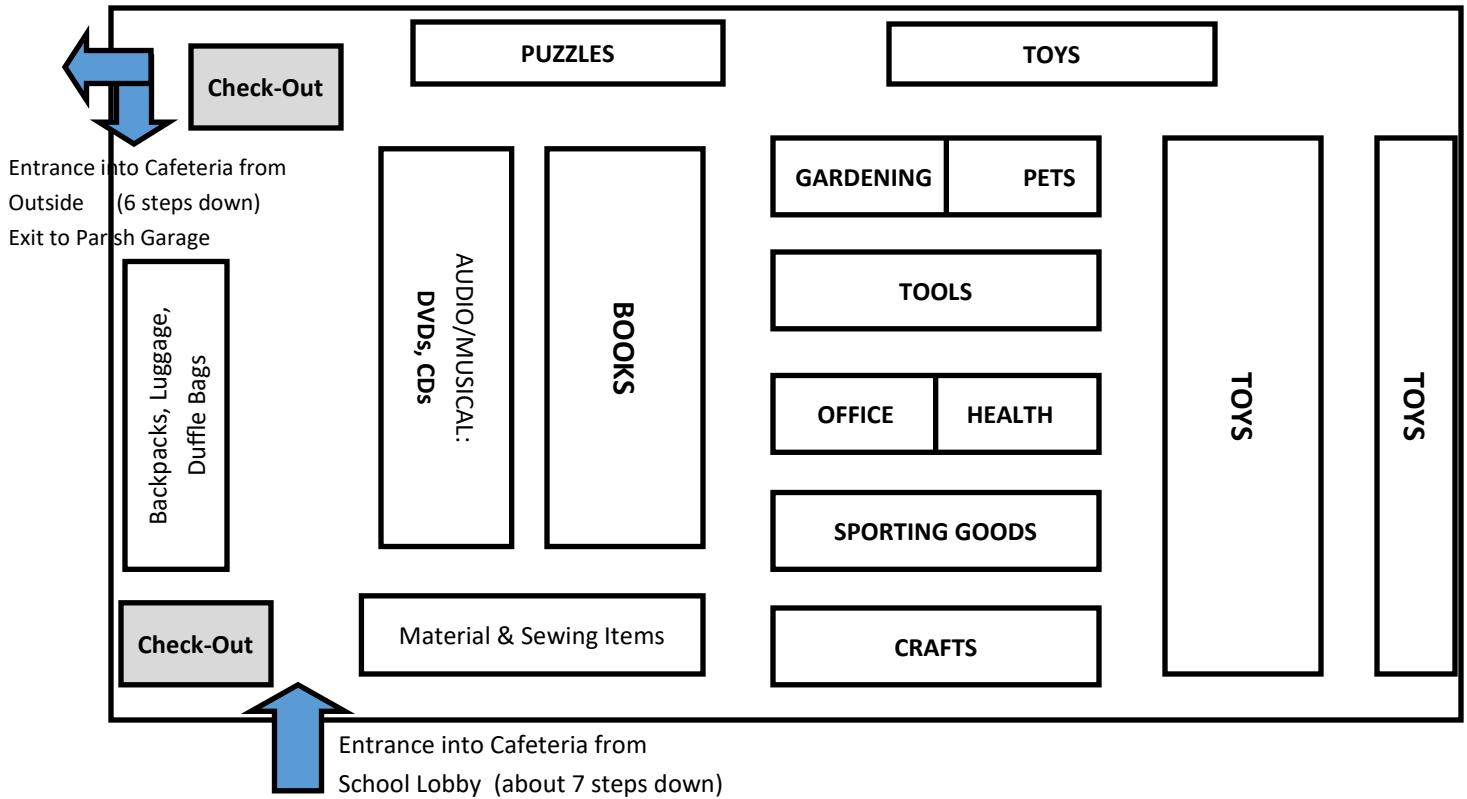 PUZZLES
TOYS
Check-Out
Entrance into Cafeteria from
Outside (6 steps down)
Exit to Parish Garage
GARDENING
PETS
TOOLS
AUDIO/MUSICAL:
DVDs, CDs
BOOKS
Backpacks, Luggage,
Duffle Bags
OFFICE
HEALTH
TOYS
TOYS
SPORTING GOODS
Check-Out
Material & Sewing Items
CRAFTS
Entrance into Cafeteria from
School Lobby (about 7 steps down)